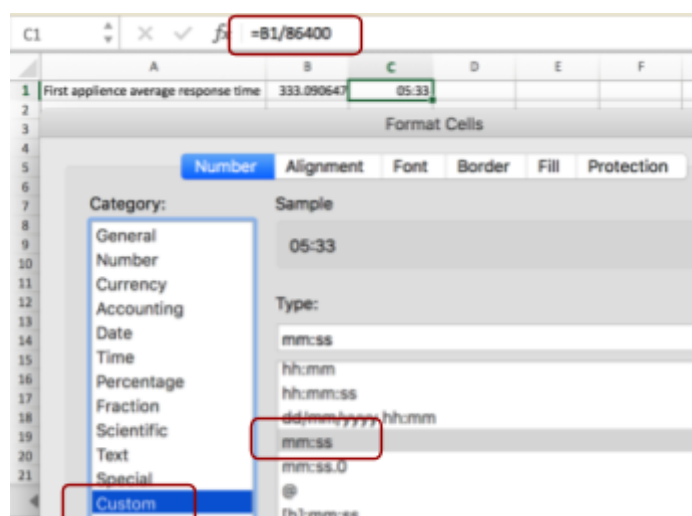 C1 fx =B1/86400
A B C D E F
1 First applience average response time 333.090647 05:33
2
3 Format Cells
4
5 Number Alignment Font Border Fill Protection
6
7 Category: Sample
8 General
9 05:33
10 Number
11 Currency
12 Accounting Type:
13
14 Date mm:ss
15 Time hh:mm
16 Percentage hh:mm:ss
17 Fraction
18 dd/mm/yyyy hh:mm
19 Scientific mm:ss
20 Text mm:ss.0
21 Special
@
Custom
[h]:mm:ss